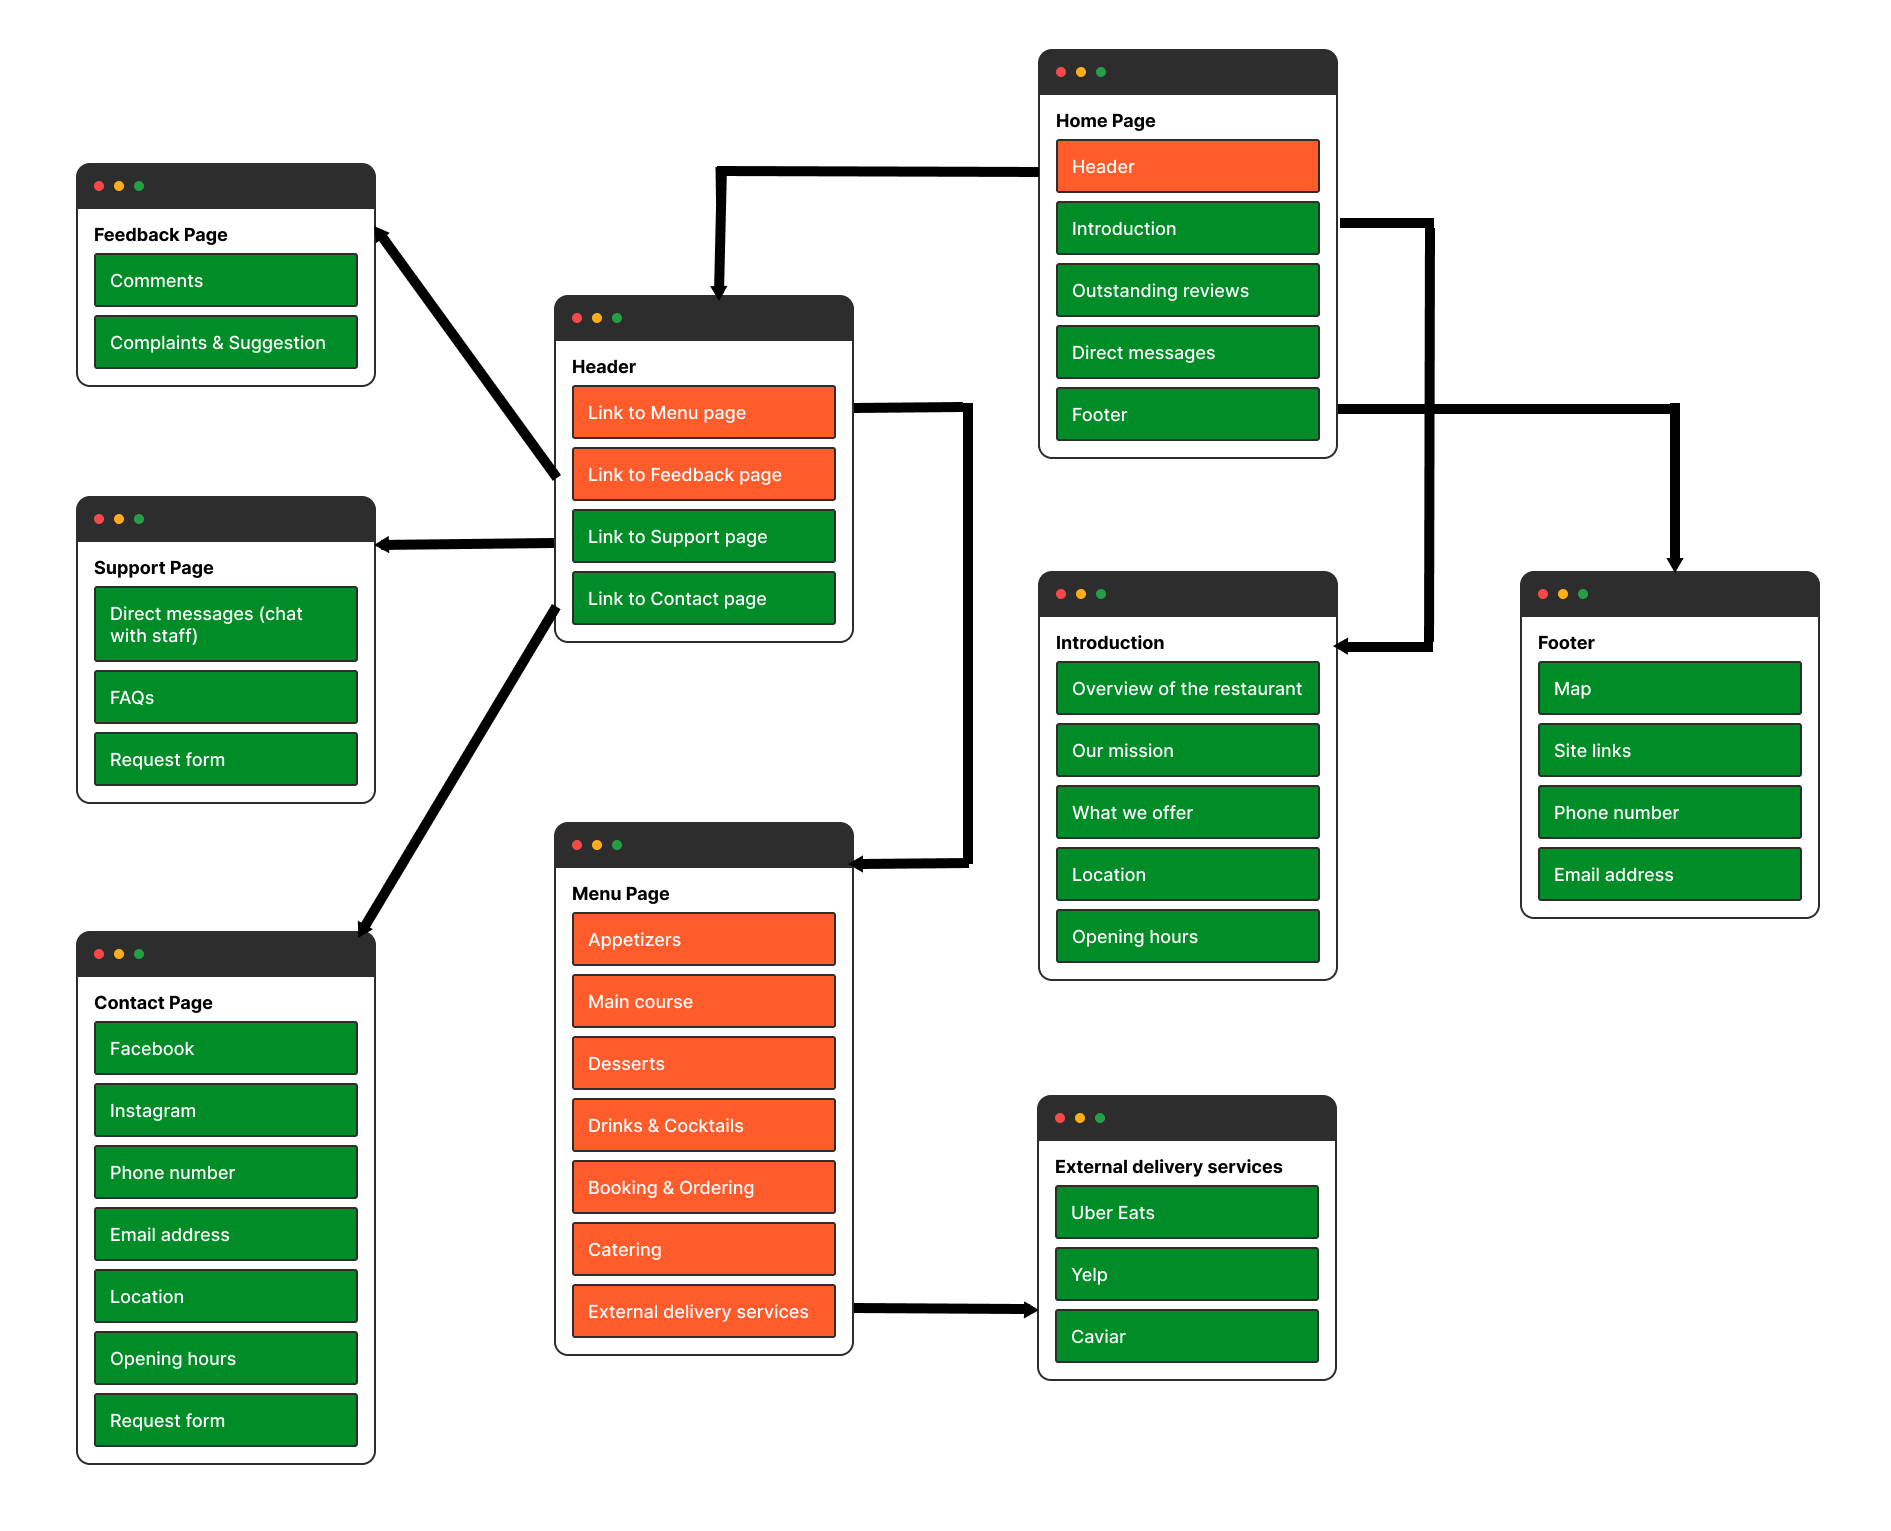 Home Page
Header
Introduction
Outstanding reviews
Direct messages
Footer
Feedback Page
Comments
Complaints & Suggestion
Header
Link to Menu page
Link to Feedback page
Link to Support page
Link to Contact page
Support Page
Direct messages (chat
with staff)
FAQs
Request form
Introduction
Overview of the restaurant
Our mission
What we offer
Location
Opening hours
Footer
Map
Site links
Phone number
Email address
Menu Page
Appetizers
Main course
Desserts
Drinks & Cocktails
Booking & Ordering
Catering
External delivery services
Contact Page
Facebook
Instagram
Phone number
Email address
Location
Opening hours
Request form
External delivery services
Uber Eats
Yelp
Caviar